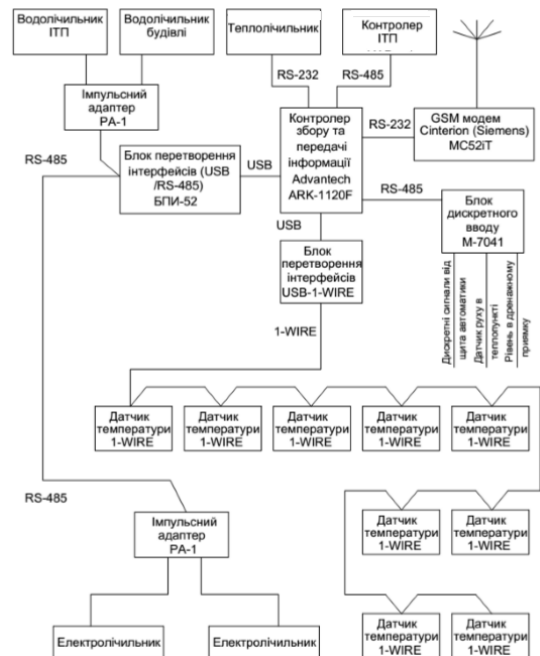 Водолічильник
ІТП
Водолічильник
будівлі
Теплолічильник
Контролер
ІТП
RS-232
RS-485
Імпульсний
адаптер
РА-1
Контролер
збору та
передачі
інформації
Advantech
ARK-1120F
RS-232
GSM модем
Cinterion (Siemens)
MC52iT
RS-485
Блок перетворення
інтерфейсів (USB
/RS-485)
БПИ-52
USB
RS-485
Блок
дискретного
вводу
М-7041
USB
Блок
перетворення
інтерфейсів
USB-1-WIRE
Дискретні сигнали від
щита автоматики
Датчик руху в
теплопункті
Рівень в дренажному
приямку
1-WIRE
Датчик
температури
1-WIRE
Датчик
температури
1-WIRE
Датчик
температури
1-WIRE
Датчик
температури
1-WIRE
Датчик
температури
1-WIRE
RS-485
Імпульсний
адаптер
РА-1
Датчик
температури
1-WIRE
Датчик
температури
1-WIRE
Електролічильник
Електролічильник
Датчик
температури
1-WIRE
Датчик
температури
1-WIRE